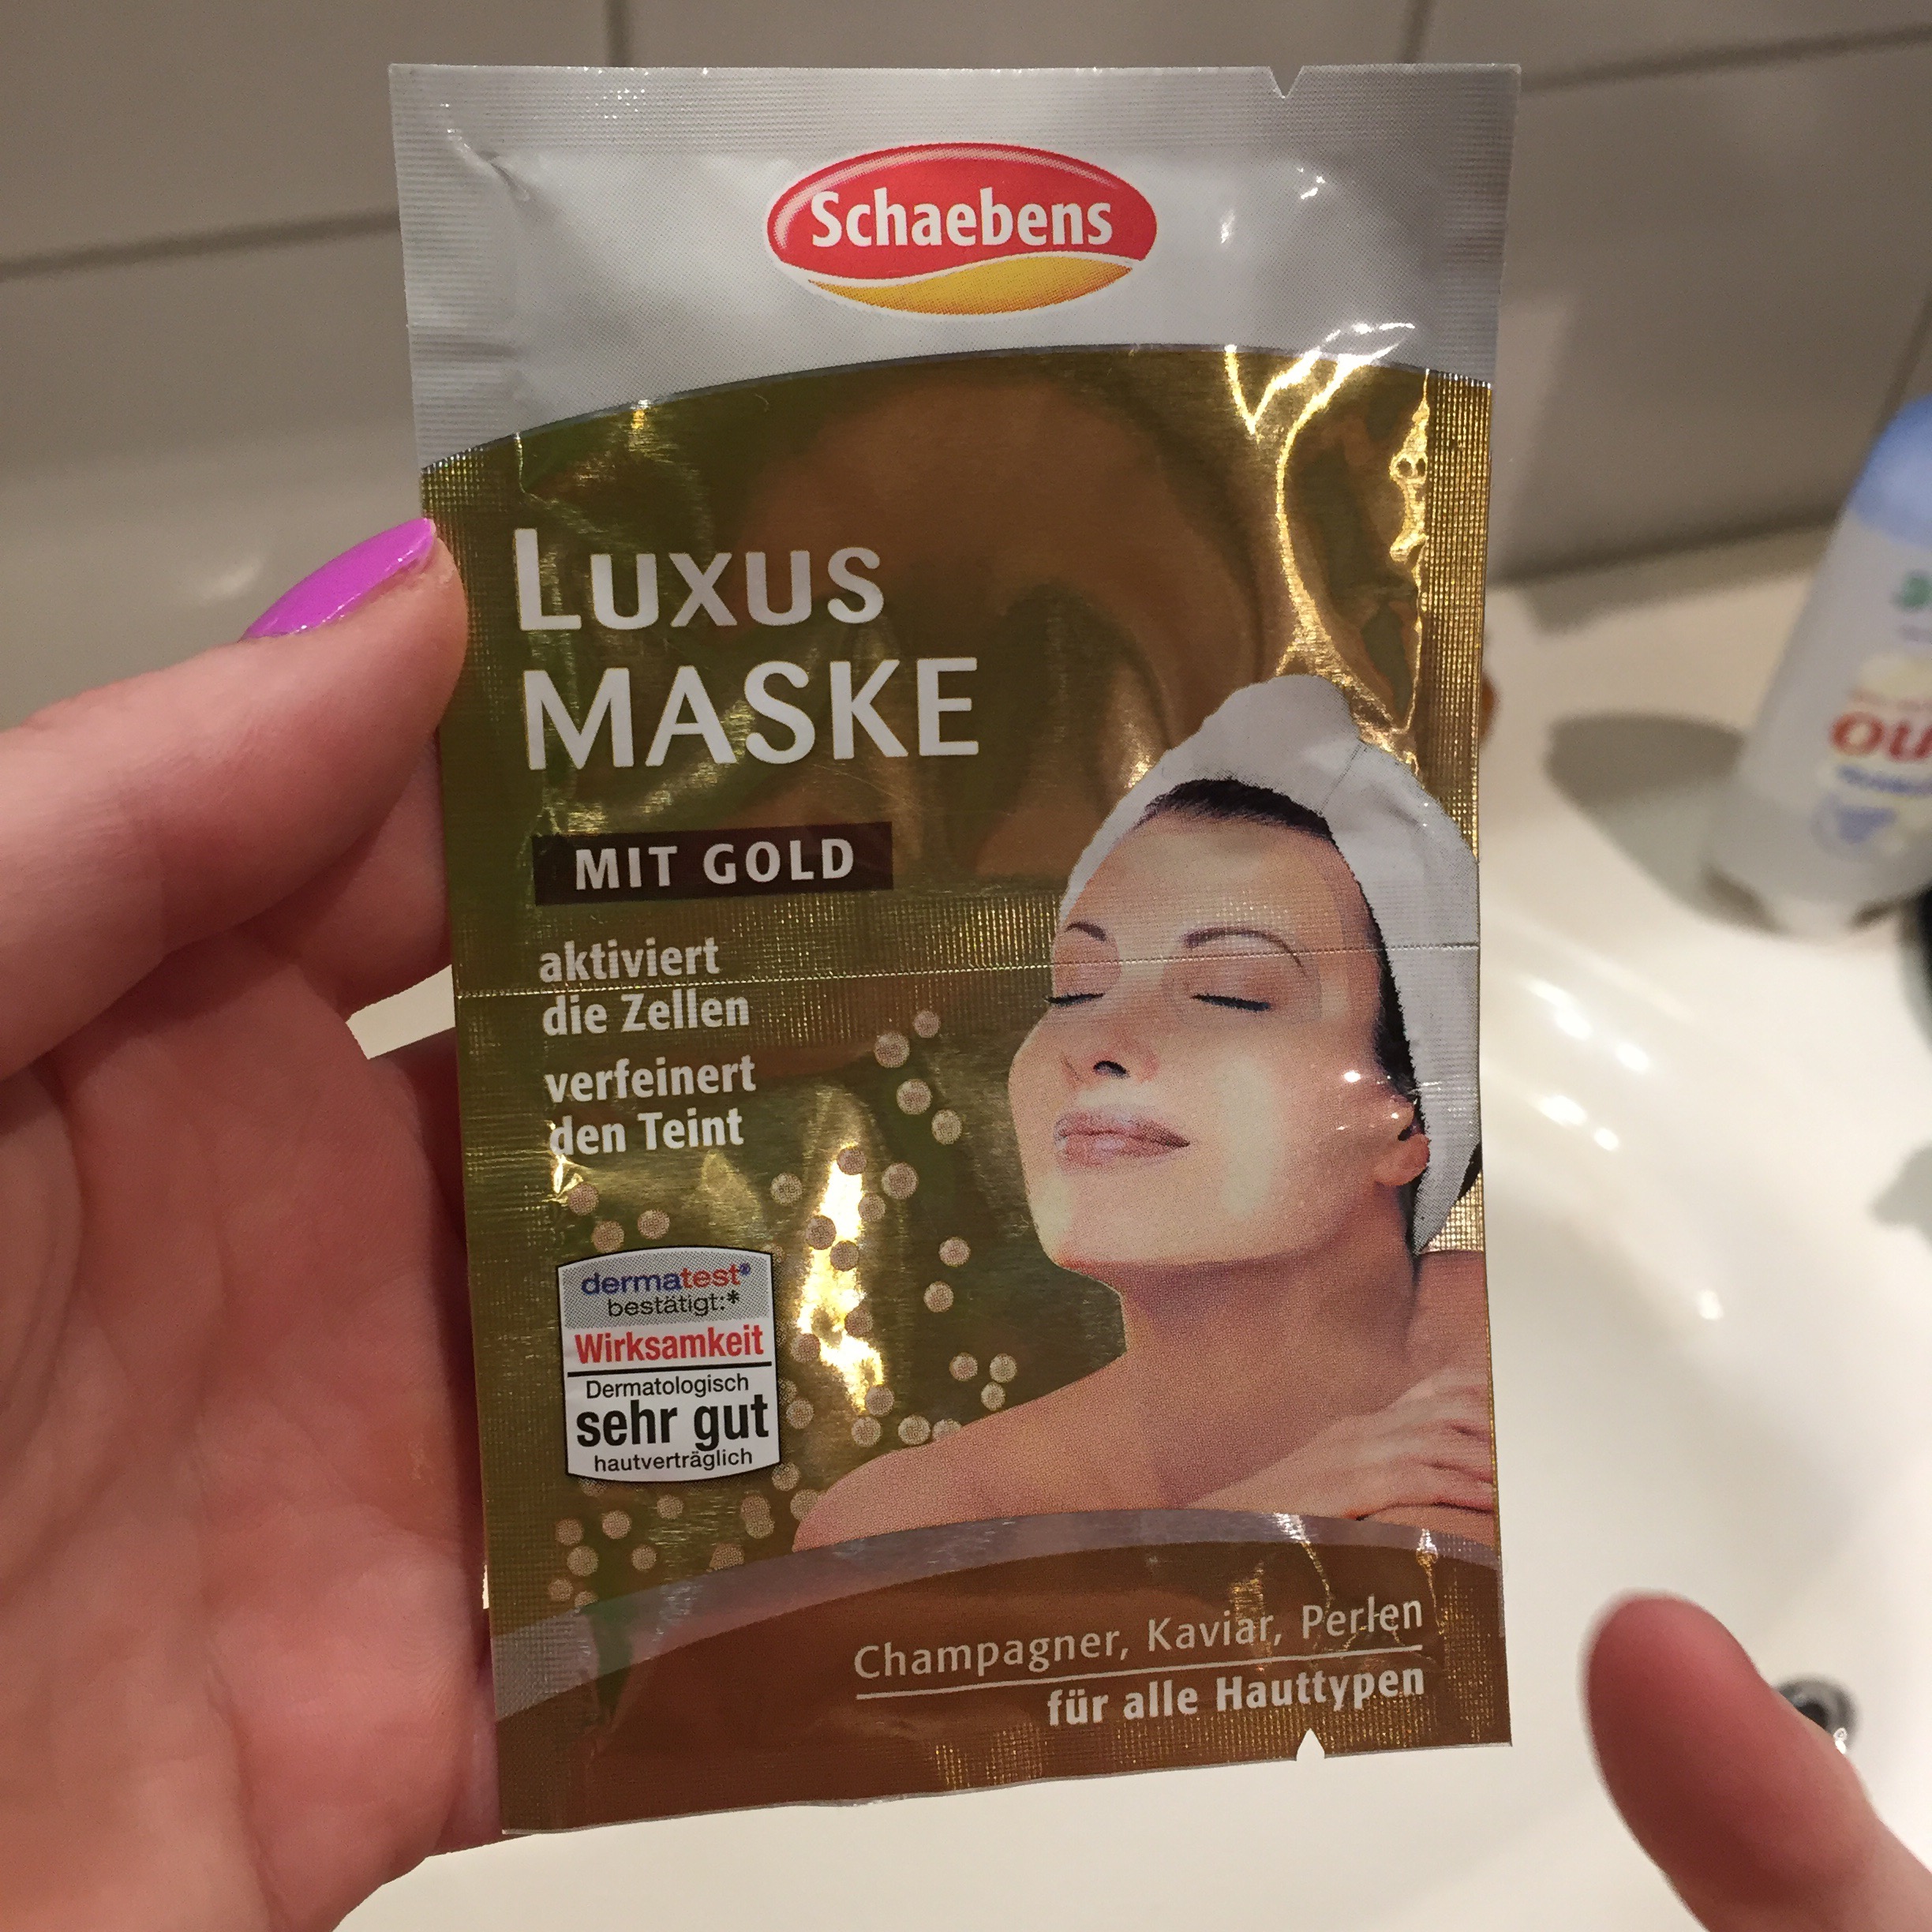 Schaebens
LUXUS
MASKE
MIT GOLD
aktiviert
die Zellen
verfeinert
den Teint
dermatest®
bestätigt:*
Wirksamkeit
Dermatologisch
sehr gut
hautverträglich
Champagner, Kaviar, Perlen
für alle Hauttypen